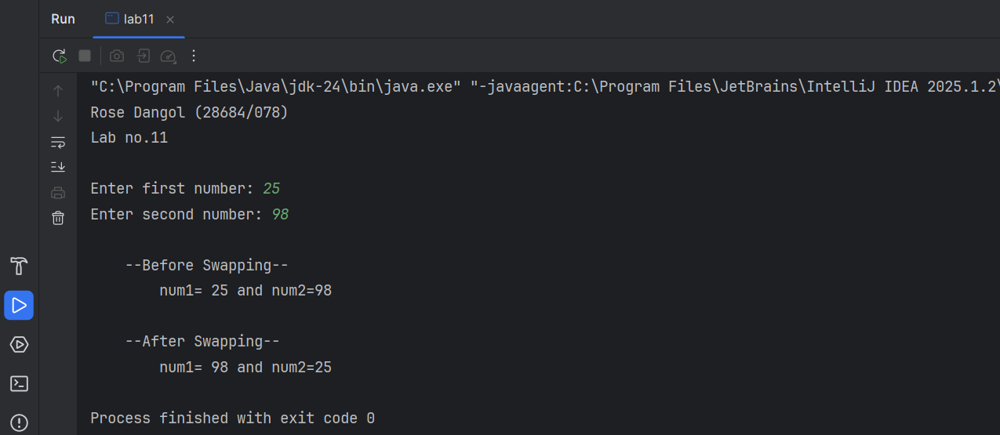 Run lab11
"C:\Program Files\Java\jdk-24\bin\java.exe" "-javaagent:C:\Program Files\JetBrains\IntelliJ IDEA 2025.1.2\
Rose Dangol (28684/078)
Lab no.11
Enter first number: 25
Enter second number: 98
--Before Swapping--
num1= 25 and num2=98
--After Swapping--
num1= 98 and num2=25
Process finished with exit code 0